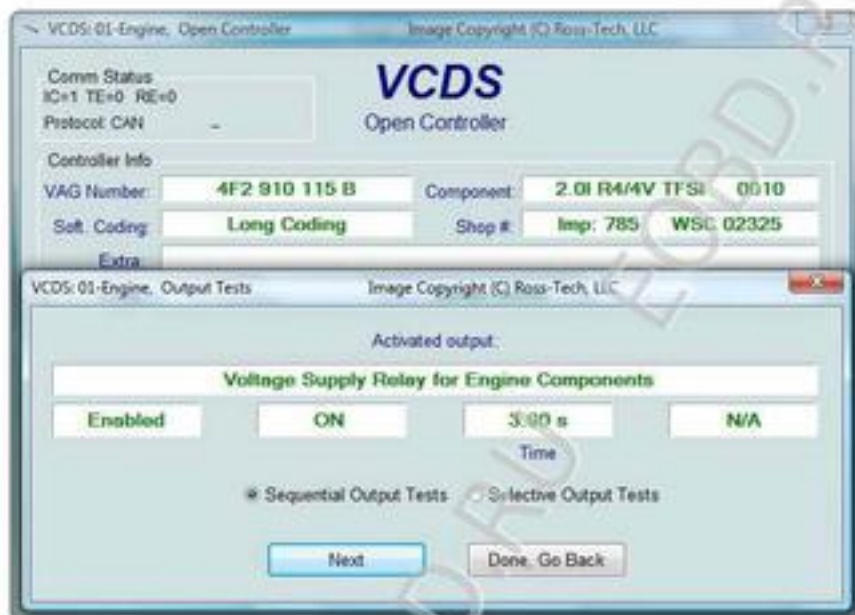 VCDS: 01-Engine, Open Controller Image Copyright (C) Ross-Tech, LLC
Comm Status
IC=1 TE=0 RE=0
Protocol: CAN
VCDS
Open Controller
Controller Info
VAG Number: 4F2 910 115 B Component: 2.0l R4/4V TFSI 0010
Soft. Coding: Long Coding Shop #: Imp: 785 WSC 02325
Extra:
VCDS: 01-Engine, Output Tests Image Copyright (C) Ross-Tech, LLC
Activated output:
Voltage Supply Relay for Engine Components
Enabled ON s N/A
Time
Sequential Output Tests Selective Output Tests
Next Done, Go Back
EOBD.R
D.RU